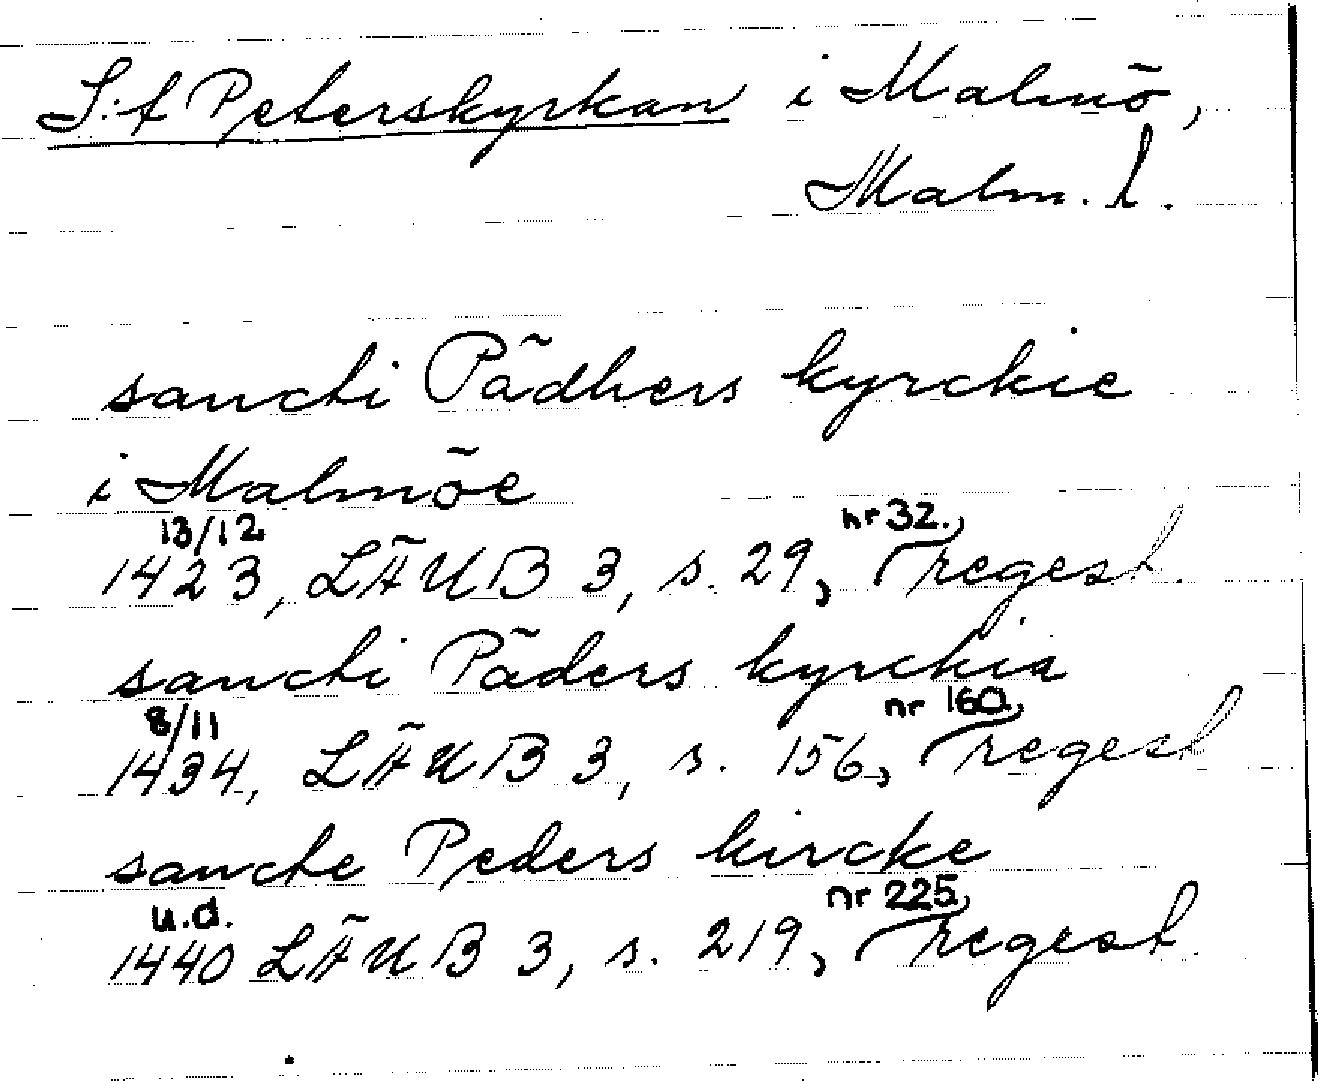 S:t Peterskyrkan i Malmö,
Malm. l.
sancti Pädhers kyrckie
i Malmöe
13/12 nr 32.,
1423, LÄUB 3, s. 29, regest.
sancti Päders kyrckia
8/11 nr 160.,
1434, LÄUB 3, s. 156, regest
sancte Peders kircke
u.d. nr 225,
1440 LÄUB 3, s. 219, regest.